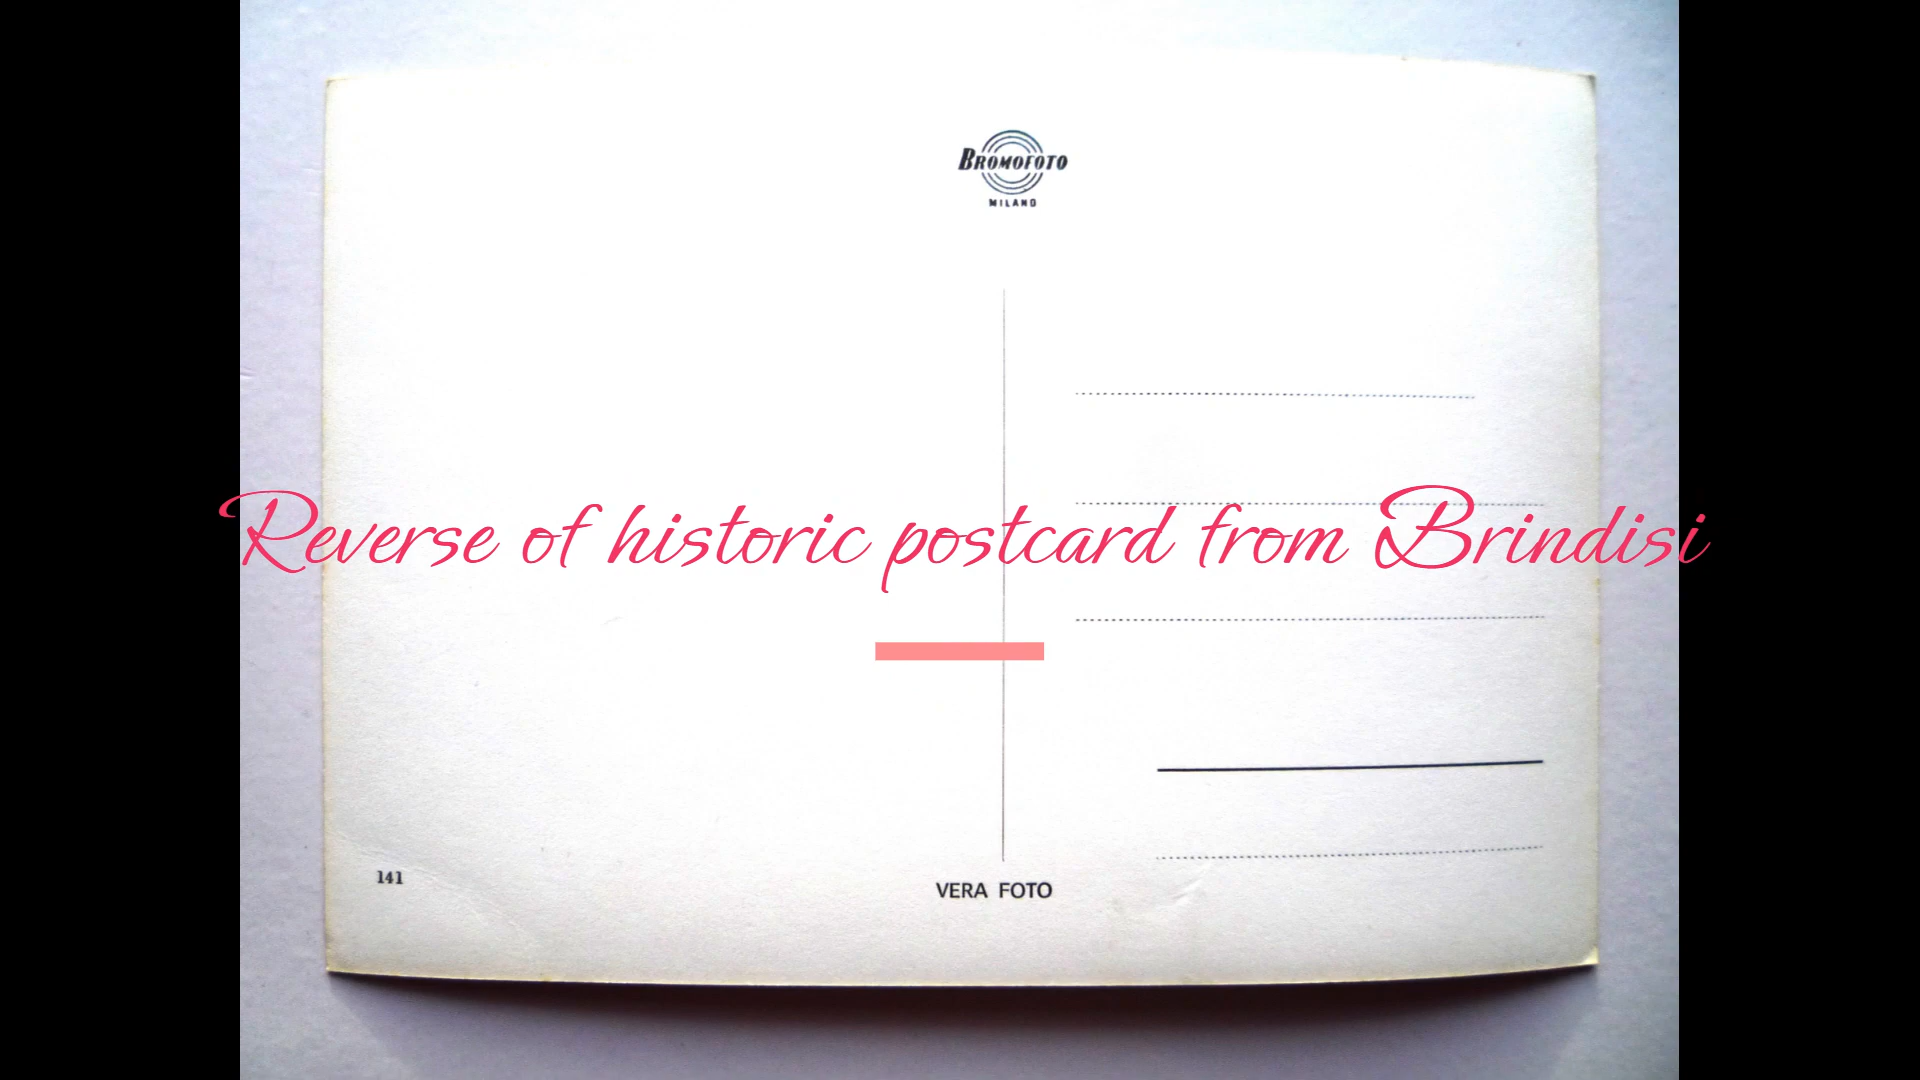 BROMOFOTO
MILANO
Reverse of historic postcard from Brindisi
141
VERA FOTO